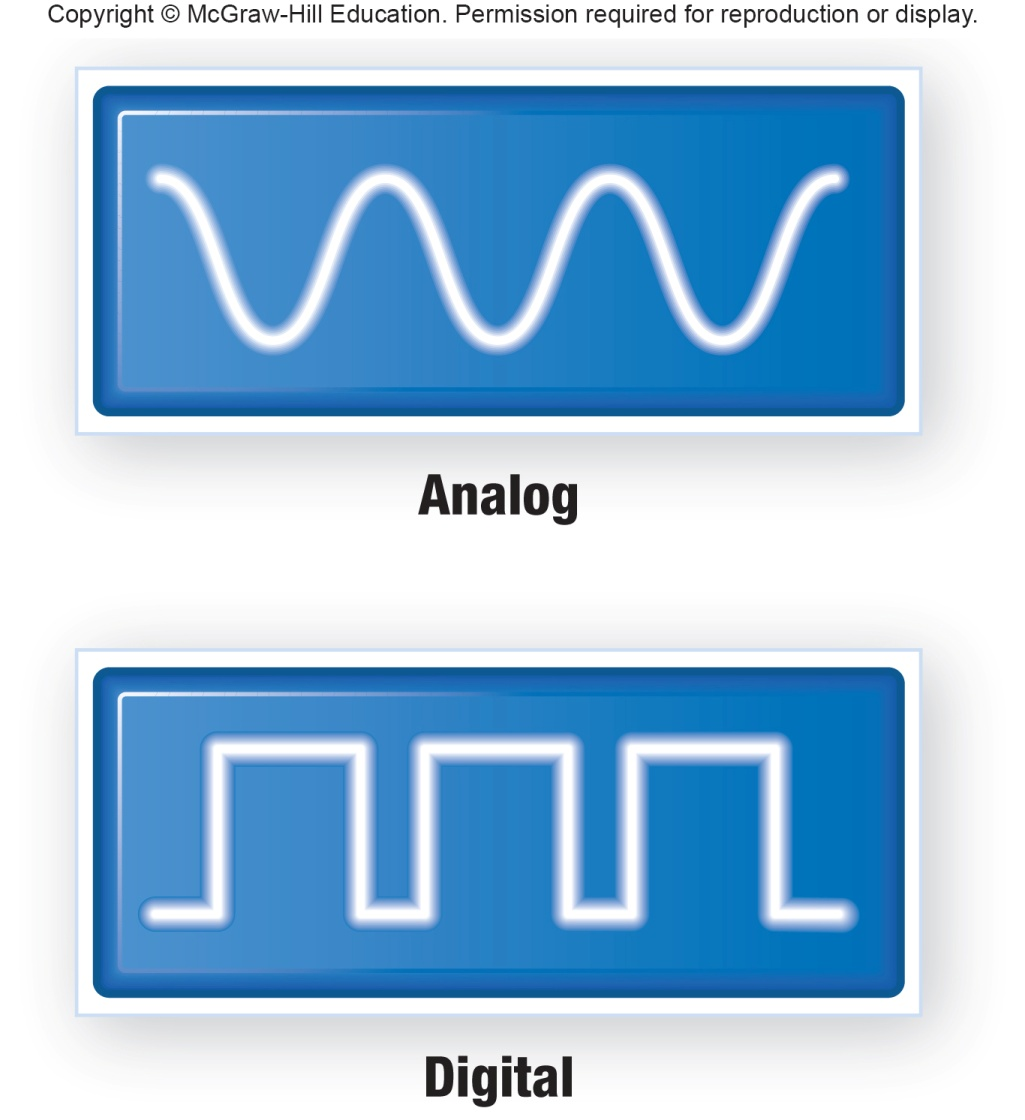 Copyright © McGraw-Hill Education. Permission required for reproduction or display.
Analog
Digital